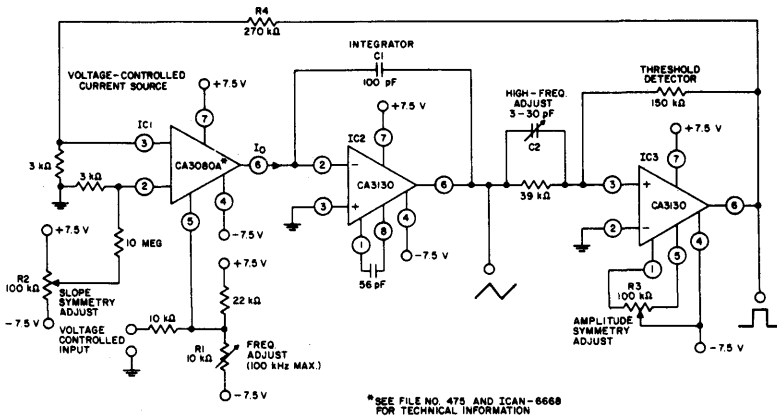 R4
270 kΩ
INTEGRATOR
C1
100 pF
VOLTAGE-CONTROLLED
CURRENT SOURCE
+7.5 V
7
IC1
3
CA3080A*
IO
6
3 kΩ
3 kΩ
2
4
-7.5 V
5
10 MEG
+7.5 V
R2
100 kΩ
SLOPE
SYMMETRY
ADJUST
-7.5 V
VOLTAGE
CONTROLLED
INPUT
10 kΩ
+7.5 V
22 kΩ
R1
10 kΩ
FREQ.
ADJUST
(100 kHz MAX.)
-7.5 V
+7.5 V
IC2
7
2
-
CA3130
6
3
+
1
8
4
-7.5 V
56 pF
HIGH-FREQ.
ADJUST
3-30 pF
C2
39 kΩ
THRESHOLD
DETECTOR
150 kΩ
+7.5 V
IC3
7
3
+
CA3130
6
2
-
1
5
4
R3
100 kΩ
AMPLITUDE
SYMMETRY
ADJUST
-7.5 V
*SEE FILE NO. 475 AND ICAN-6668
FOR TECHNICAL INFORMATION